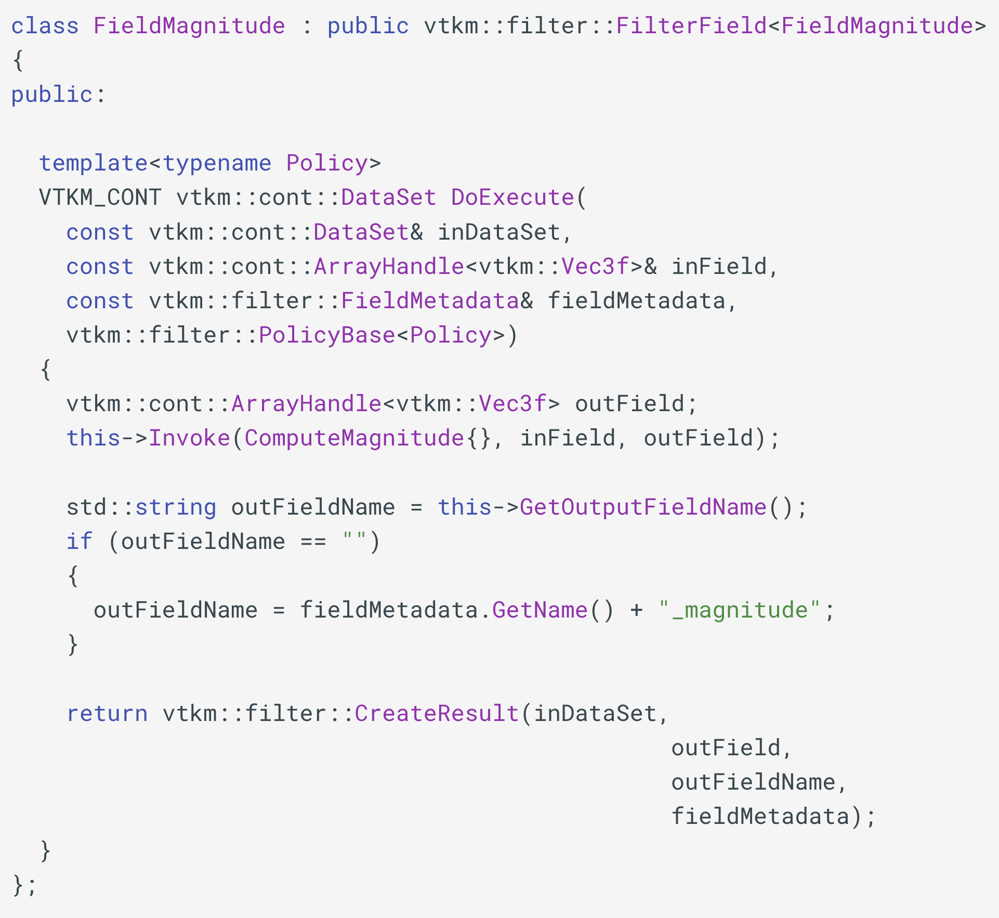 class FieldMagnitude : public vtkm::filter::FilterField<FieldMagnitude>
{
public:

  template<typename Policy>
  VTKM_CONT vtkm::cont::DataSet DoExecute(
    const vtkm::cont::DataSet& inDataSet,
    const vtkm::cont::ArrayHandle<vtkm::Vec3f>& inField,
    const vtkm::filter::FieldMetadata& fieldMetadata,
    vtkm::filter::PolicyBase<Policy>)
  {
    vtkm::cont::ArrayHandle<vtkm::Vec3f> outField;
    this->Invoke(ComputeMagnitude{}, inField, outField);

    std::string outFieldName = this->GetOutputFieldName();
    if (outFieldName == "")
    {
      outFieldName = fieldMetadata.GetName() + "_magnitude";
    }

    return vtkm::filter::CreateResult(inDataSet,
                                                outField,
                                                outFieldName,
                                                fieldMetadata);
  }
};